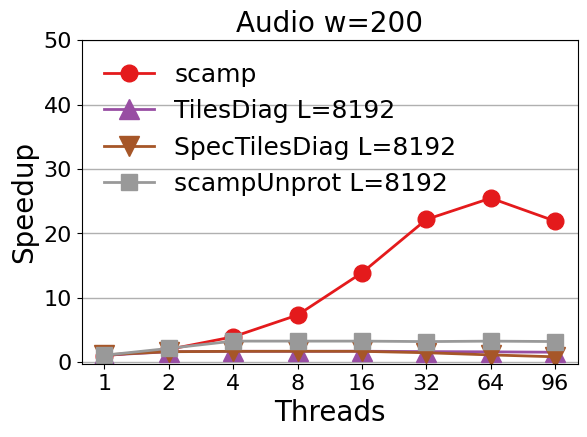 Audio w=200
50
40
30
20
10
0
Speedup
scamp
TilesDiag L=8192
SpecTilesDiag L=8192
scampUnprot L=8192
1 2 4 8 16 32 64 96
Threads